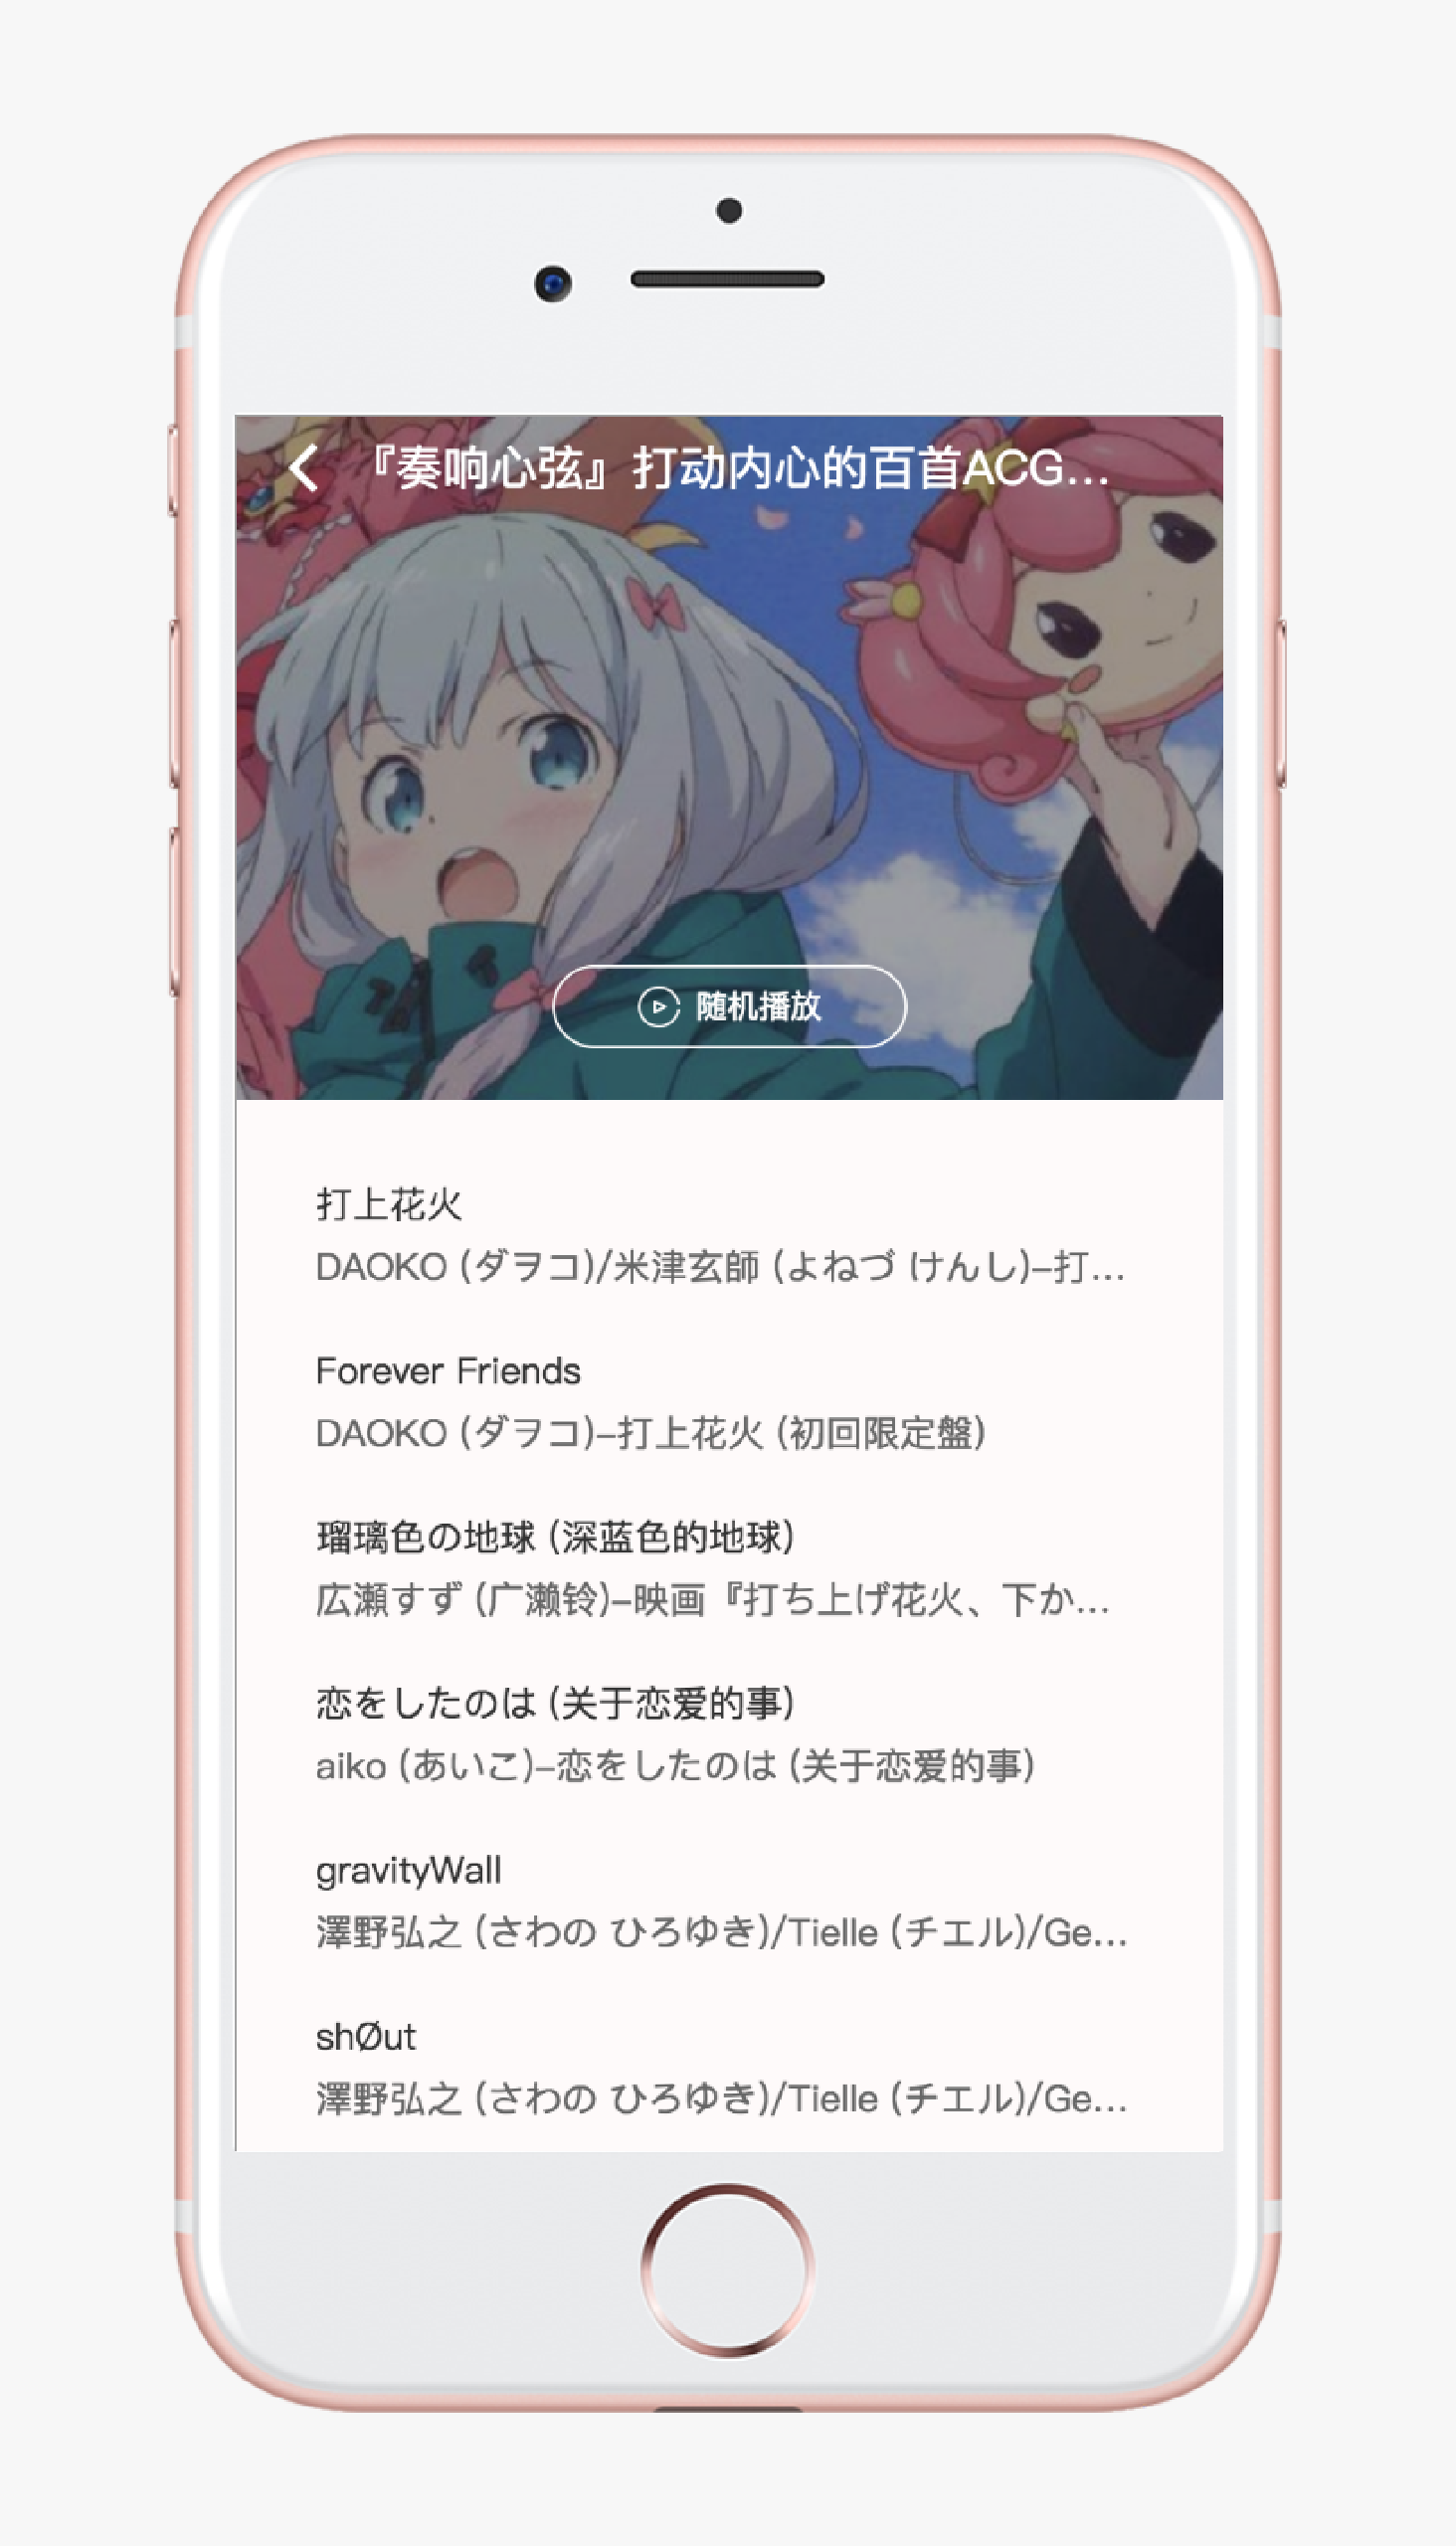 『奏响心弦』打动内心的百首ACG...
随机播放
打上花火
DAOKO (ダヲコ)/米津玄師 (よねづ けんし)–打...
Forever Friends
DAOKO (ダヲコ)–打上花火 (初回限定盤)
瑠璃色の地球 (深蓝色的地球)
広瀬すず (广濑铃)–映画『打ち上げ花火、下か...
恋をしたのは (关于恋爱的事)
aiko (あいこ)–恋をしたのは (关于恋爱的事)
gravityWall
澤野弘之 (さわの ひろゆき)/Tielle (チエル)/Ge...
shØut
澤野弘之 (さわの ひろゆき)/Tielle (チエル)/Ge...